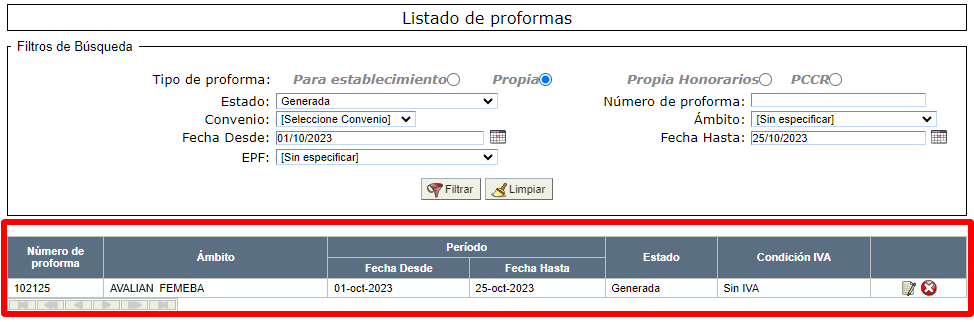 Listado de proformas
Filtros de Búsqueda
Tipo de proforma: Para establecimiento Propia Propia Honorarios PCCR
Estado: Generada Número de proforma:
Convenio: [Seleccione Convenio] Ámbito: [Sin especificar]
Fecha Desde: 01/10/2023 Fecha Hasta: 25/10/2023
EPF: [Sin especificar]
Filtrar Limpiar
Número de proforma Ámbito Período Estado Condición IVA
Fecha Desde Fecha Hasta
102125 AVALIAN FEMEBA 01-oct-2023 25-oct-2023 Generada Sin IVA